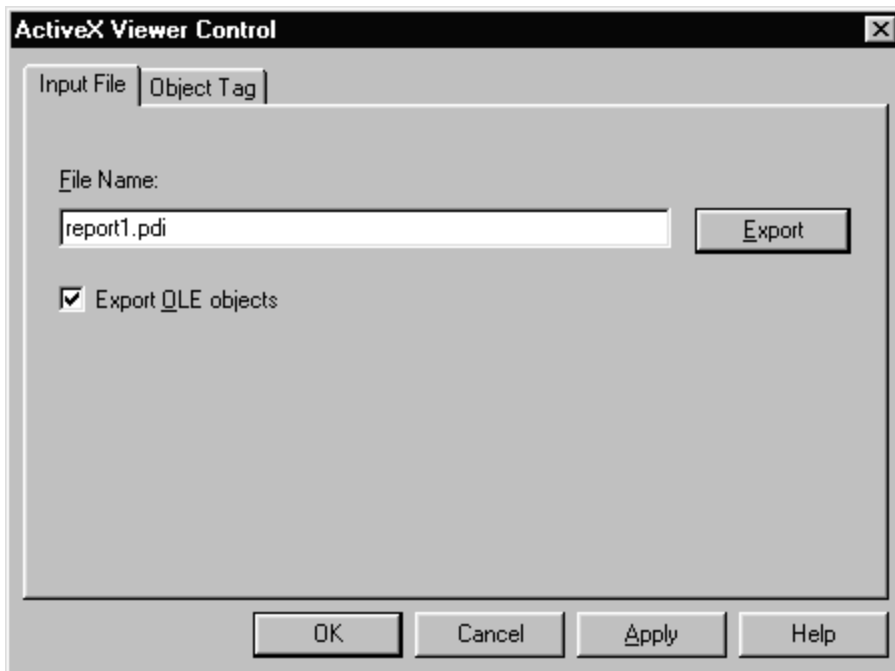 ActiveX Viewer Control
Input File Object Tag
File Name:
report1.pdi Export
Export OLE objects
OK Cancel Apply Help